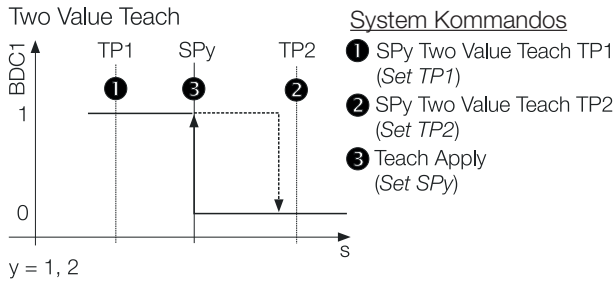 Two Value Teach
BDC1
TP1 SPy TP2
1 3 2
1
0
s
y = 1, 2
System Kommandos
1 SPy Two Value Teach TP1
(Set TP1)
2 SPy Two Value Teach TP2
(Set TP2)
3 Teach Apply
(Set SPy)